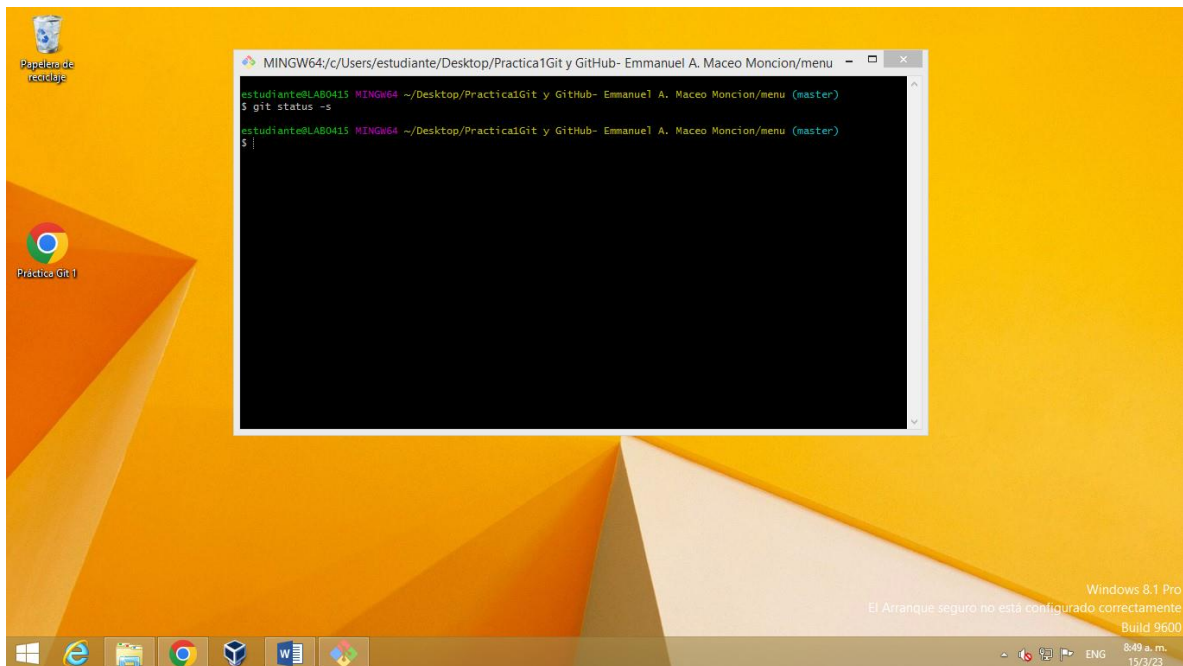 Papelera de
reciclaje
Práctica Git 1
MINGW64:/c/Users/estudiante/Desktop/Practica1Git y GitHub- Emmanuel A. Maceo Moncion/menu
estudiante@LAB0415 MINGW64 ~/Desktop/Practica1Git y GitHub- Emmanuel A. Maceo Moncion/menu (master)
$ git status -s
estudiante@LAB0415 MINGW64 ~/Desktop/Practica1Git y GitHub- Emmanuel A. Maceo Moncion/menu (master)
$
Windows 8.1 Pro
El Arranque seguro no está configurado correctamente
Build 9600
ENG
8:49 a. m.
15/3/23